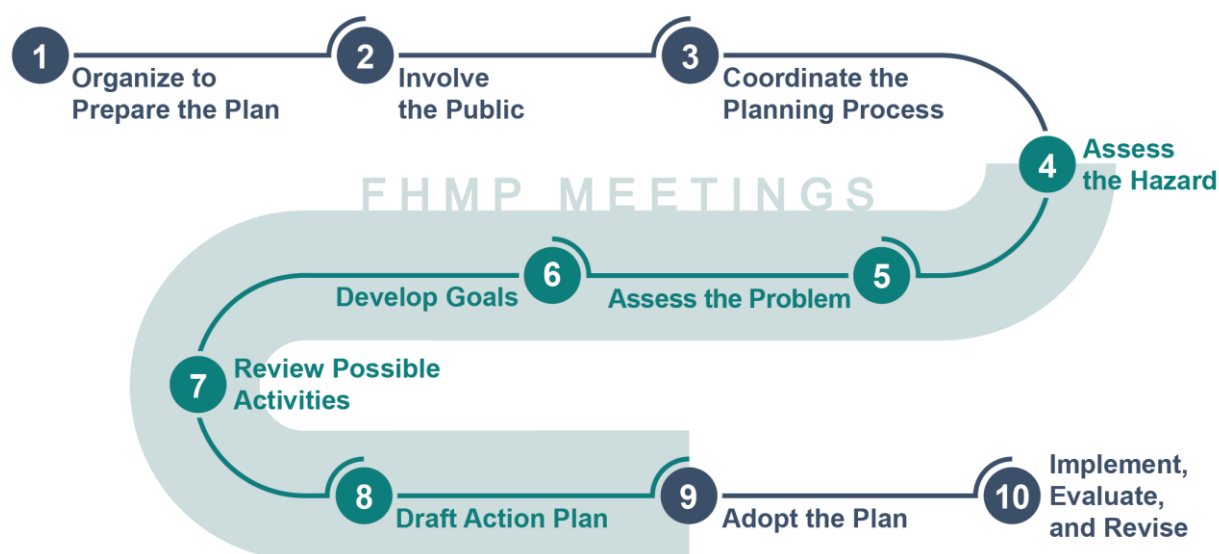 1
Organize to
Prepare the Plan
2
Involve
the Public
3
Coordinate the
Planning Process
4
Assess
the Hazard
FHMP MEETINGS
5
Assess the Problem
6
Develop Goals
7
Review Possible
Activities
8
Draft Action Plan
9
Adopt the Plan
10
Implement,
Evaluate,
and Revise